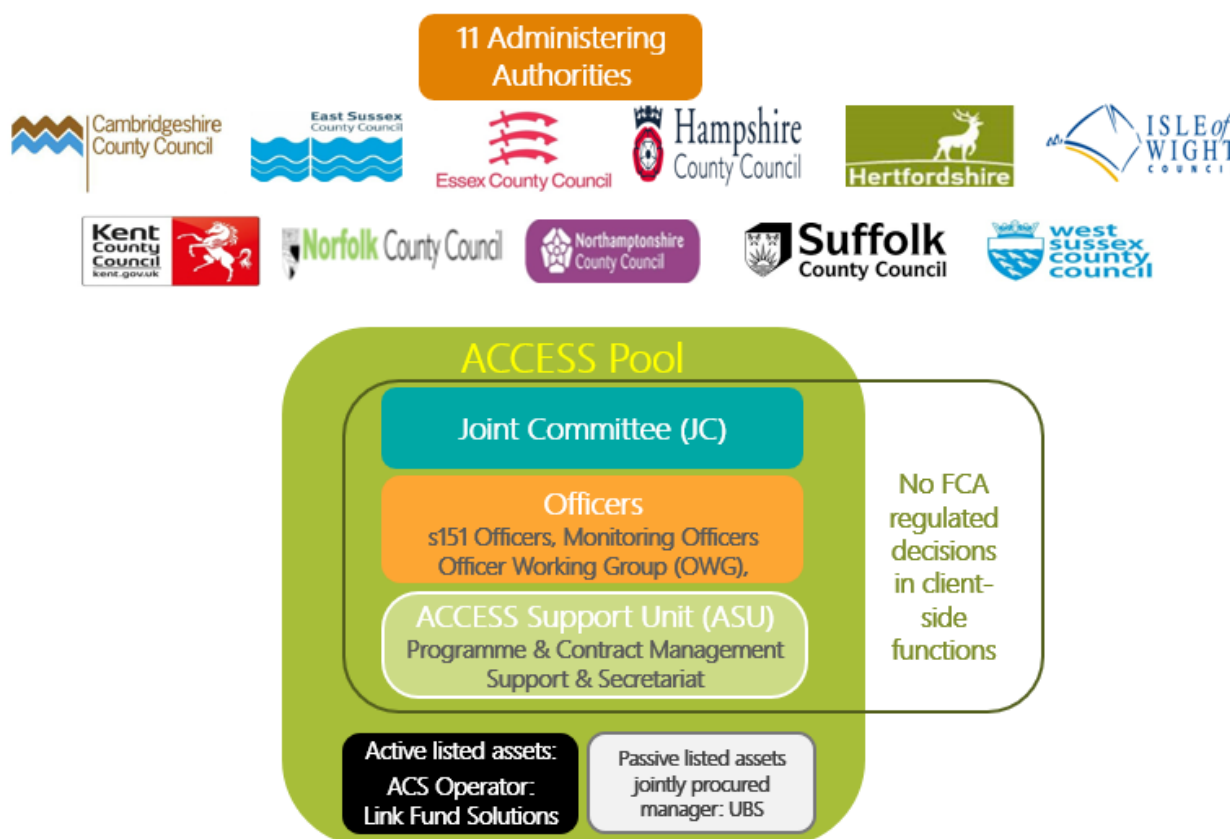 11 Administering
Authorities
Cambridgeshire
County Council
East Sussex
County Council
Essex County Council
Hampshire
County Council
Hertfordshire
ISLE of
WIGHT
COUNCIL
Kent
County
Council
kent.gov.uk
Norfolk County Council
Northamptonshire
County Council
Suffolk
County Council
west
sussex
county
council
ACCESS Pool
Joint Committee (JC)
Officers
s151 Officers, Monitoring Officers
Officer Working Group (OWG),
ACCESS Support Unit (ASU)
Programme & Contract Management
Support & Secretariat
No FCA
regulated
decisions
in client-
side
functions
Active listed assets:
ACS Operator:
Link Fund Solutions
Passive listed assets
jointly procured
manager: UBS